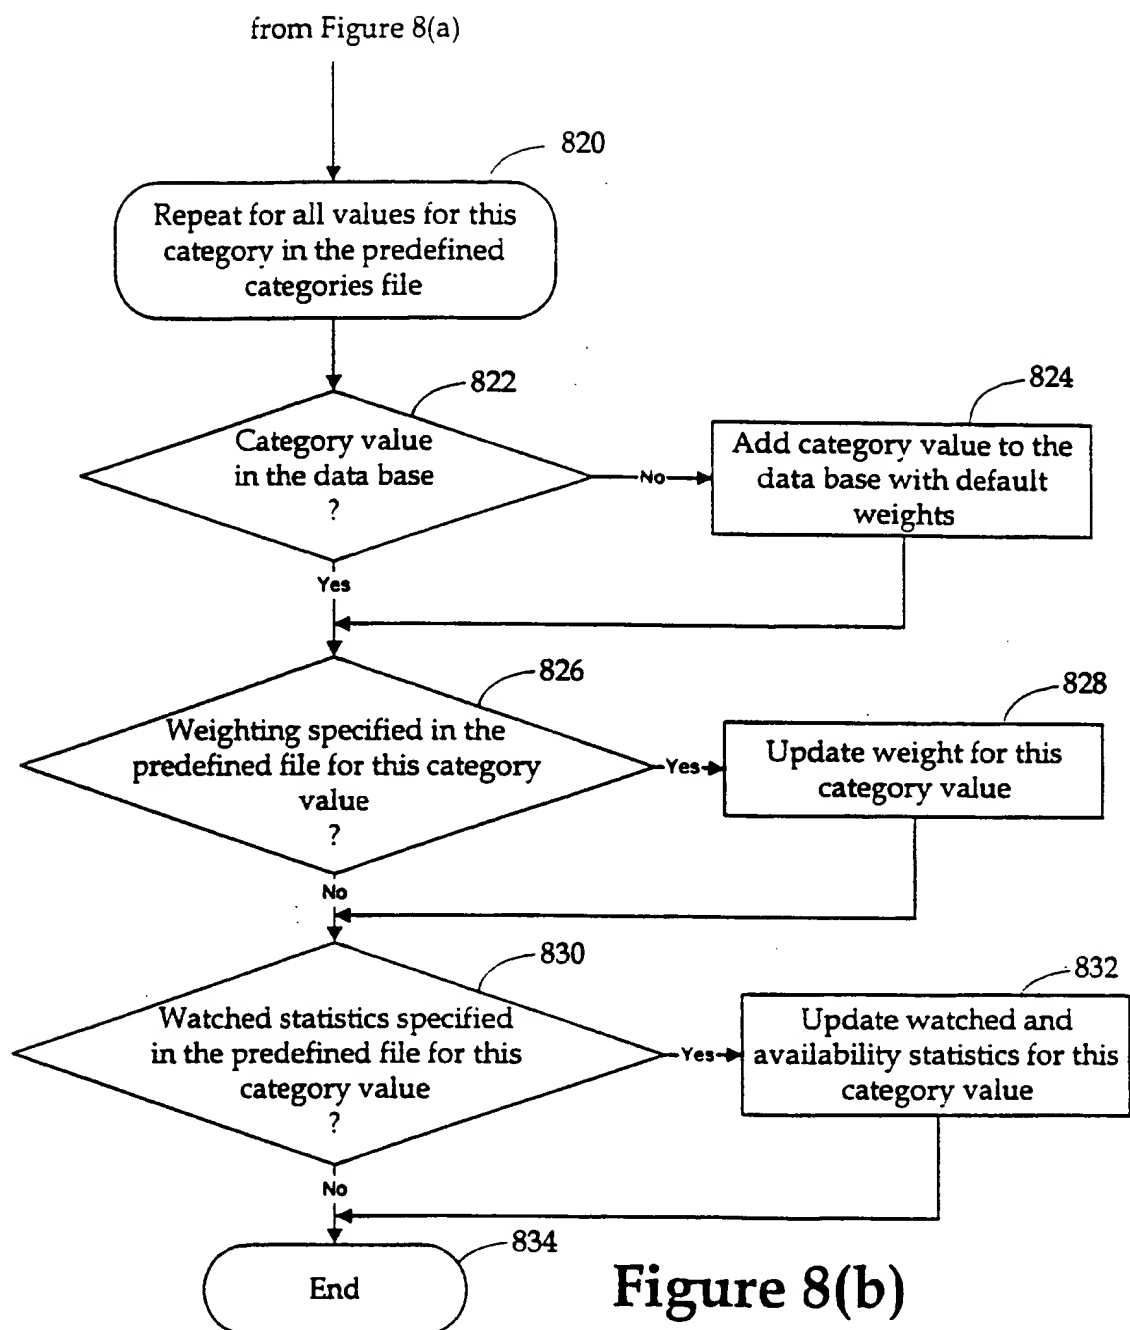 from Figure 8(a)
820
Repeat for all values for this
category in the predefined
categories file
822
Category value
in the data base
?
No
824
Add category value to the
data base with default
weights
Yes
826
Weighting specified in the
predefined file for this category
value
?
Yes
828
Update weight for this
category value
No
830
Watched statistics specified
in the predefined file for this
category value
?
Yes
832
Update watched and
availability statistics for this
category value
No
834
End
Figure 8(b)